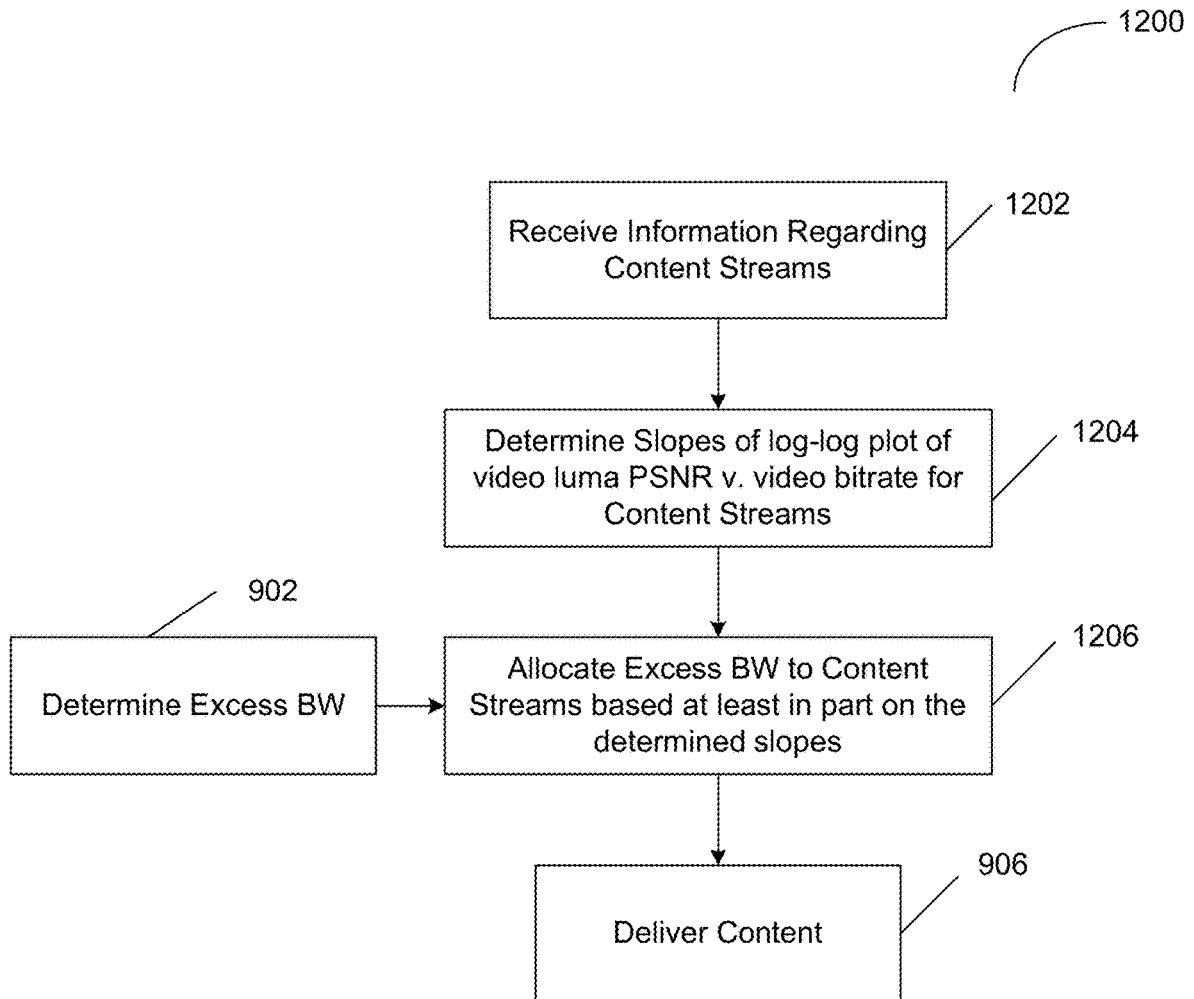 1200
1202
Receive Information Regarding
Content Streams
1204
Determine Slopes of log-log plot of
video luma PSNR v. video bitrate for
Content Streams
902
Determine Excess BW
1206
Allocate Excess BW to Content
Streams based at least in part on the
determined slopes
906
Deliver Content